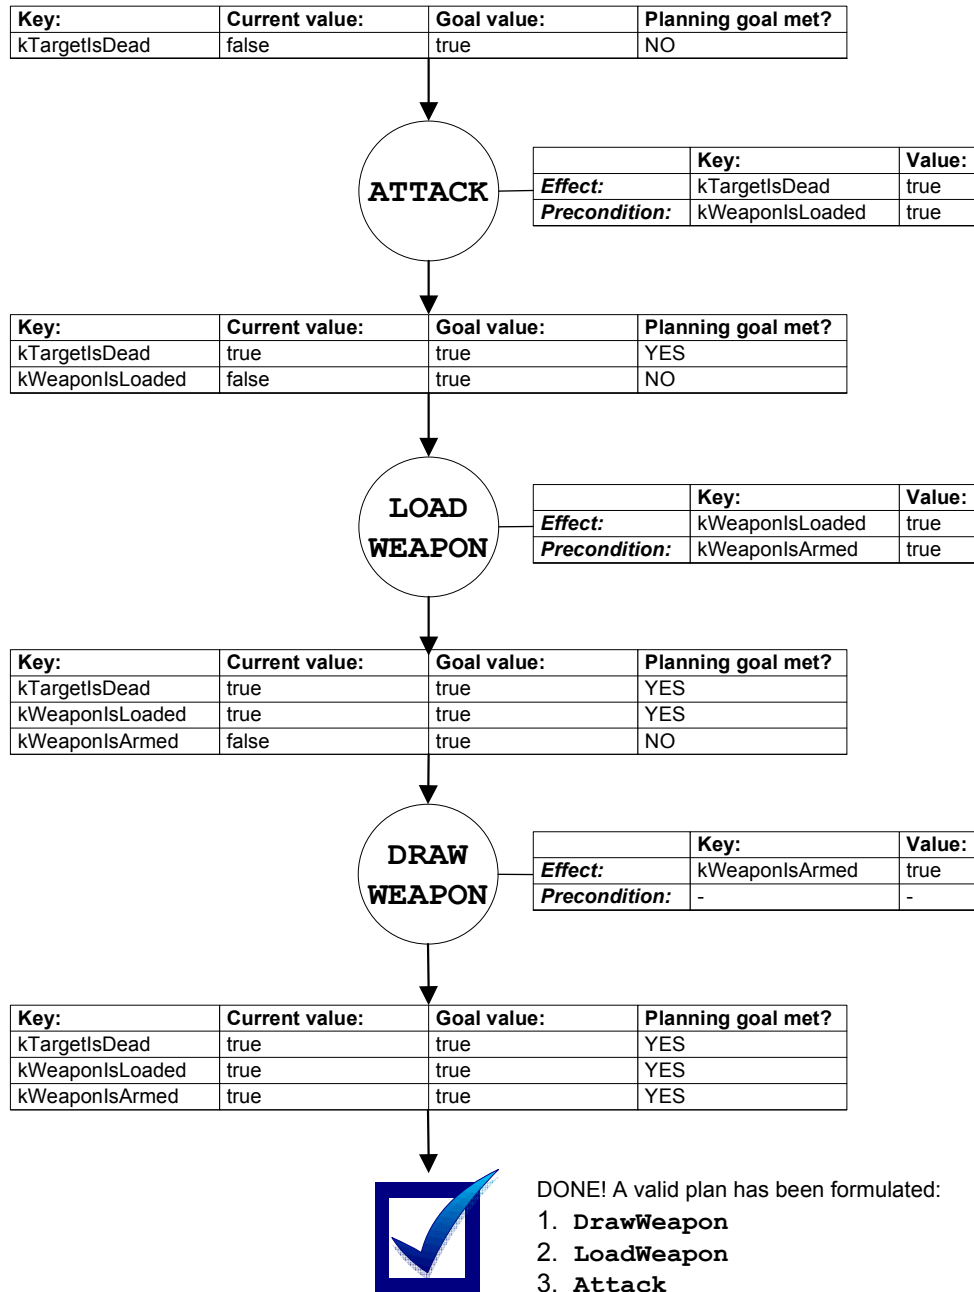 Key: Current value: Goal value: Planning goal met?
kTargetIsDead false true NO
ATTACK
Key: Value:
Effect: kTargetIsDead true
Precondition: kWeaponIsLoaded true
Key: Current value: Goal value: Planning goal met?
kTargetIsDead true true YES
kWeaponIsLoaded false true NO
LOAD
WEAPON
Key: Value:
Effect: kWeaponIsLoaded true
Precondition: kWeaponIsArmed true
Key: Current value: Goal value: Planning goal met?
kTargetIsDead true true YES
kWeaponIsLoaded true true YES
kWeaponIsArmed false true NO
DRAW
WEAPON
Key: Value:
Effect: kWeaponIsArmed true
Precondition: - -
Key: Current value: Goal value: Planning goal met?
kTargetIsDead true true YES
kWeaponIsLoaded true true YES
kWeaponIsArmed true true YES
DONE! A valid plan has been formulated:
1. DrawWeapon
2. LoadWeapon
3. Attack